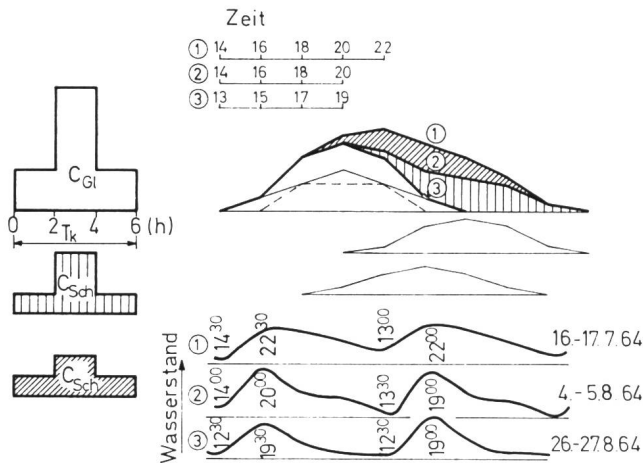 Zeit
① 14 16 18 20 22
② 14 16 18 20
③ 13 15 17 19
C_Gl
0 2 4 6 (h)
T_k
C_Sch
C_Sch
①
②
③
Wasserstand
① 14³⁰ 22³⁰ 13⁰⁰ 22⁰⁰ 16.-17.7.64
② 14⁰⁰ 20⁰⁰ 13³⁰ 19⁰⁰ 4.-5.8.64
③ 12³⁰ 19³⁰ 12³⁰ 19⁰⁰ 26.-27.8.64